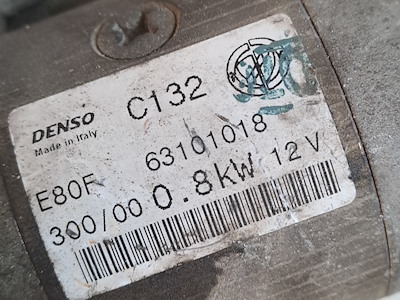 DENSO C132
Made in Italy
E80F 63101018
300/00 0.8kW 12V